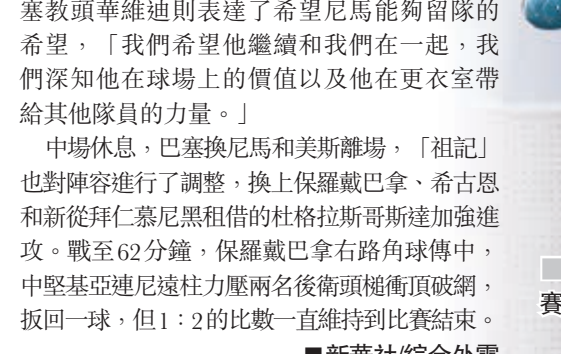 塞教頭華維迪則表達了希望尼馬能夠留隊的
希望，「我們希望他繼續和我們在一起，我
們深知他在球場上的價值以及他在更衣室帶
給其他隊員的力量。」
中場休息，巴塞換尼馬和美斯離場，「祖記」
也對陣容進行了調整，換上保羅戴巴拿、希古恩
和新從拜仁慕尼黑租借的杜格拉斯哥斯達加強進
攻。戰至62分鐘，保羅戴巴拿右路角球傳中，
中堅基亞連尼遠柱力壓兩名後衛頭槌衝頂破網，
扳回一球，但1：2的比數一直維持到比賽結束。
■新華社/綜合外電
賽